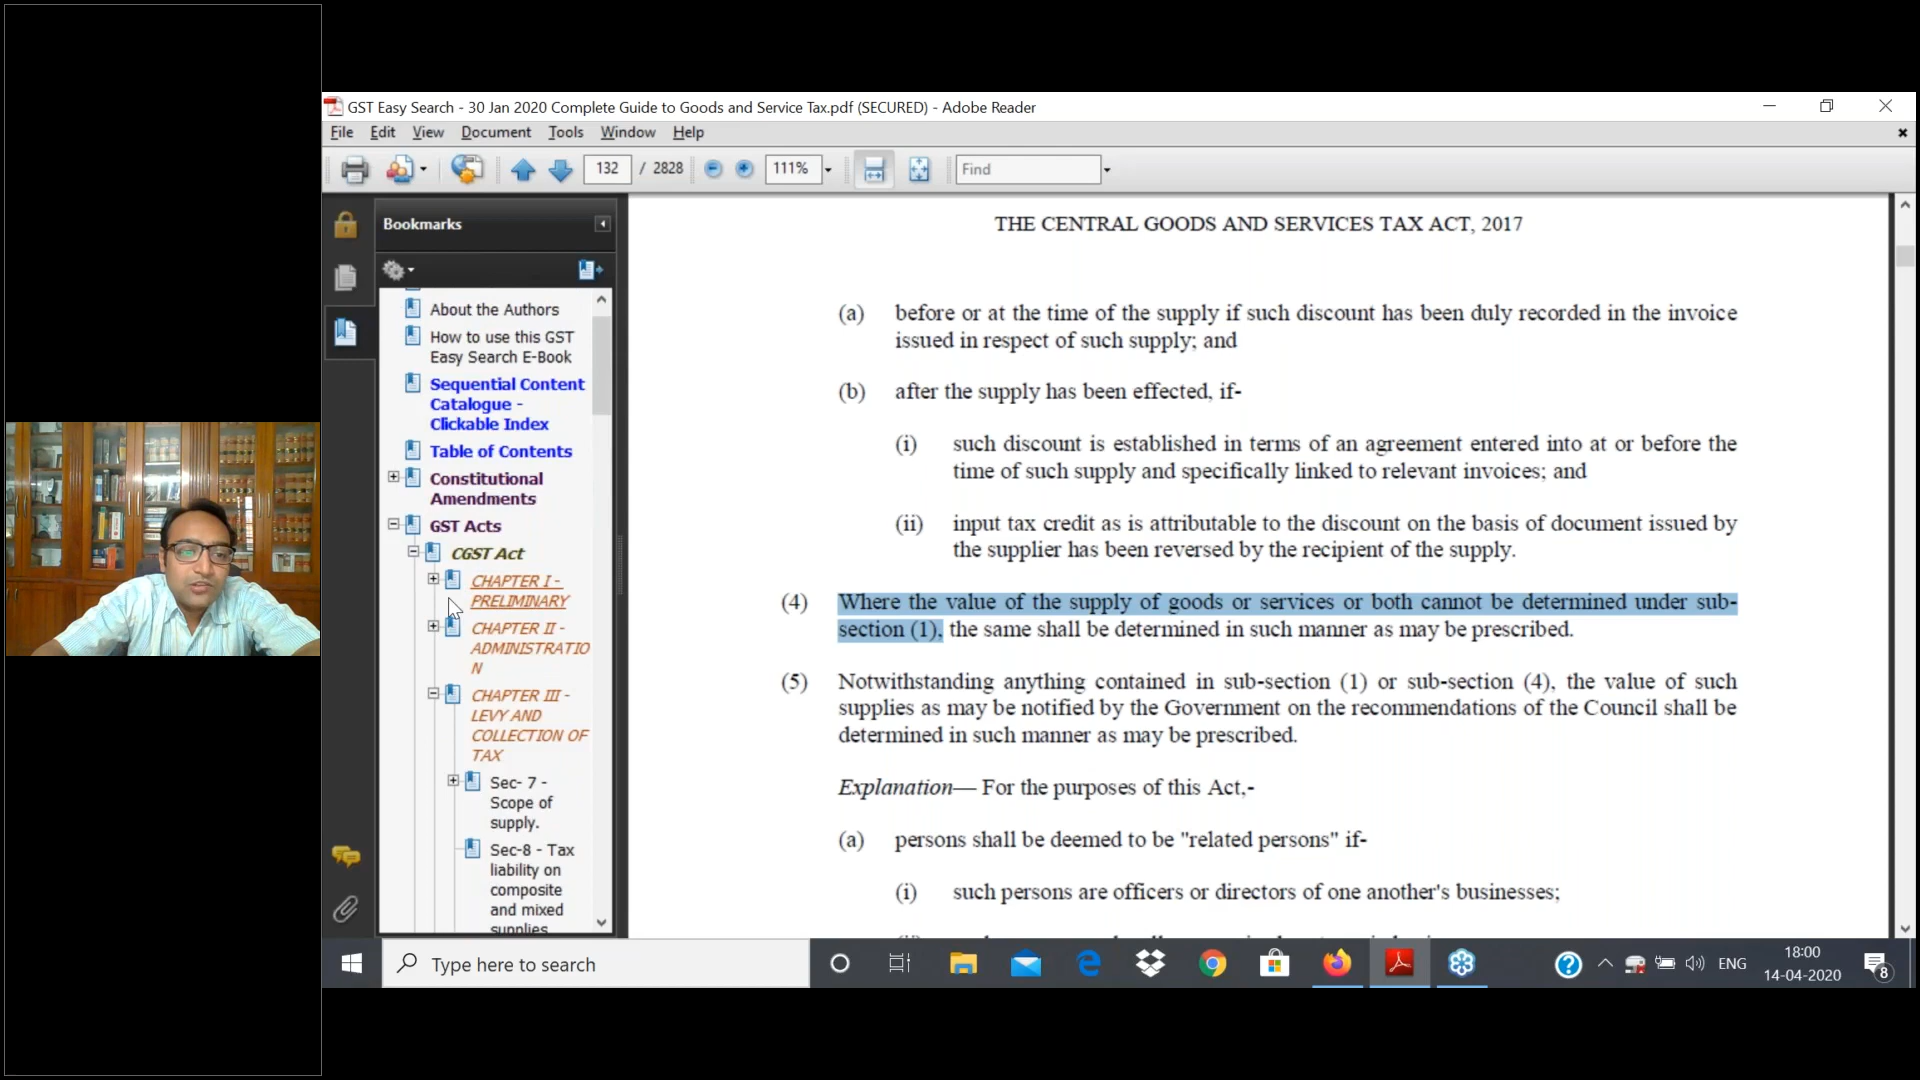 GST Easy Search - 30 Jan 2020 Complete Guide to Goods and Service Tax.pdf (SECURED) - Adobe Reader
File Edit View Document Tools Window Help
132 / 2828 111% Find
Bookmarks
About the Authors
How to use this GST
Easy Search E-Book
Sequential Content
Catalogue -
Clickable Index
Table of Contents
Constitutional
Amendments
GST Acts
CGST Act
CHAPTER I -
PRELIMINARY
CHAPTER II -
ADMINISTRATIO
N
CHAPTER III -
LEVY AND
COLLECTION OF
TAX
Sec- 7 -
Scope of
supply.
Sec-8 - Tax
liability on
composite
and mixed
supplies
THE CENTRAL GOODS AND SERVICES TAX ACT, 2017
(a) before or at the time of the supply if such discount has been duly recorded in the invoice
issued in respect of such supply; and
(b) after the supply has been effected, if-
(i) such discount is established in terms of an agreement entered into at or before the
time of such supply and specifically linked to relevant invoices; and
(ii) input tax credit as is attributable to the discount on the basis of document issued by
the supplier has been reversed by the recipient of the supply.
(4) Where the value of the supply of goods or services or both cannot be determined under sub-
section (1), the same shall be determined in such manner as may be prescribed.
(5) Notwithstanding anything contained in sub-section (1) or sub-section (4), the value of such
supplies as may be notified by the Government on the recommendations of the Council shall be
determined in such manner as may be prescribed.
Explanation— For the purposes of this Act,-
(a) persons shall be deemed to be "related persons" if-
(i) such persons are officers or directors of one another's businesses;
Type here to search
ENG
18:00
14-04-2020
8